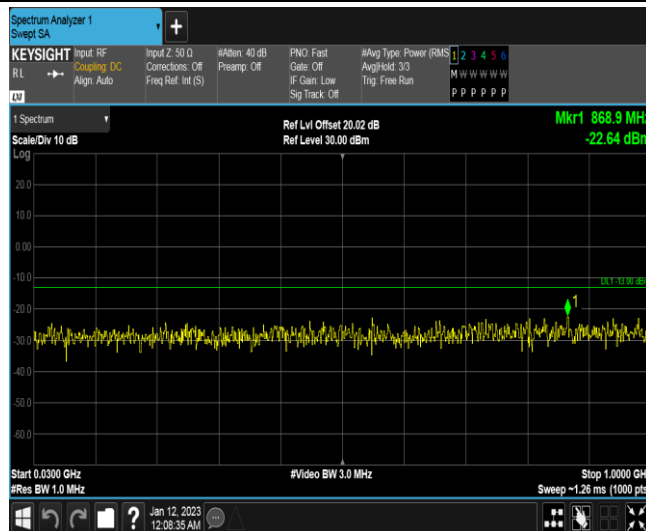 Spectrum Analyzer 1
Swept SA
+
KEYSIGHT
RL
LXI
Input: RF
Coupling: DC
Align: Auto
Input Z: 50 Ω
Corrections: Off
Freq Ref: Int (S)
#Atten: 40 dB
Preamp: Off
PNO: Fast
Gate: Off
IF Gain: Low
Sig Track: Off
#Avg Type: Power (RMS
Avg|Hold: 3/3
Trig: Free Run
1 2 3 4 5 6
M W W W W W
P P P P P P
1 Spectrum
Scale/Div 10 dB
Ref Lvl Offset 20.02 dB
Ref Level 30.00 dBm
Mkr1 868.9 MHz
-22.64 dBm
Log
20.0
10.0
0.00
-10.0
DL1 -13.00 dBm
1
-20.0
-30.0
-40.0
-50.0
-60.0
Start 0.0300 GHz
#Res BW 1.0 MHz
#Video BW 3.0 MHz
Stop 1.0000 GHz
Sweep ~1.26 ms (1000 pts
?
Jan 12, 2023
12:08:35 AM